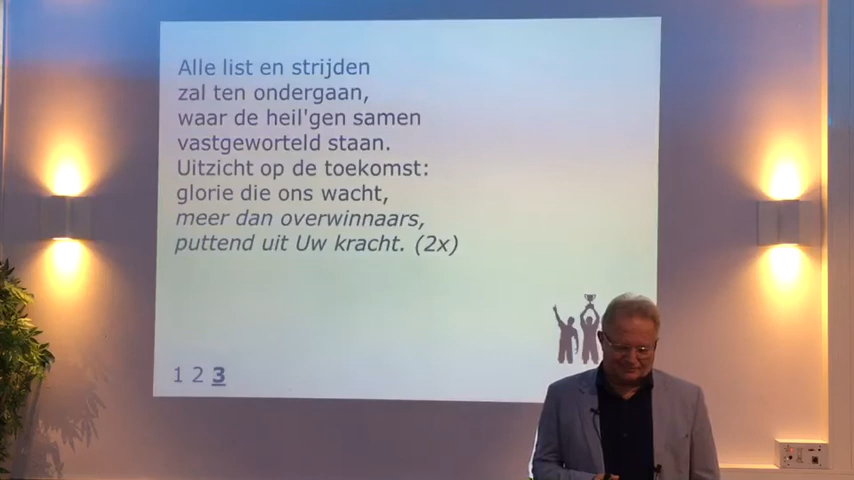 Alle list en strijden
zal ten ondergaan,
waar de heil'gen samen
vastgeworteld staan.
Uitzicht op de toekomst:
glorie die ons wacht,
meer dan overwinnaars,
puttend uit Uw kracht. (2x)
1 2 3